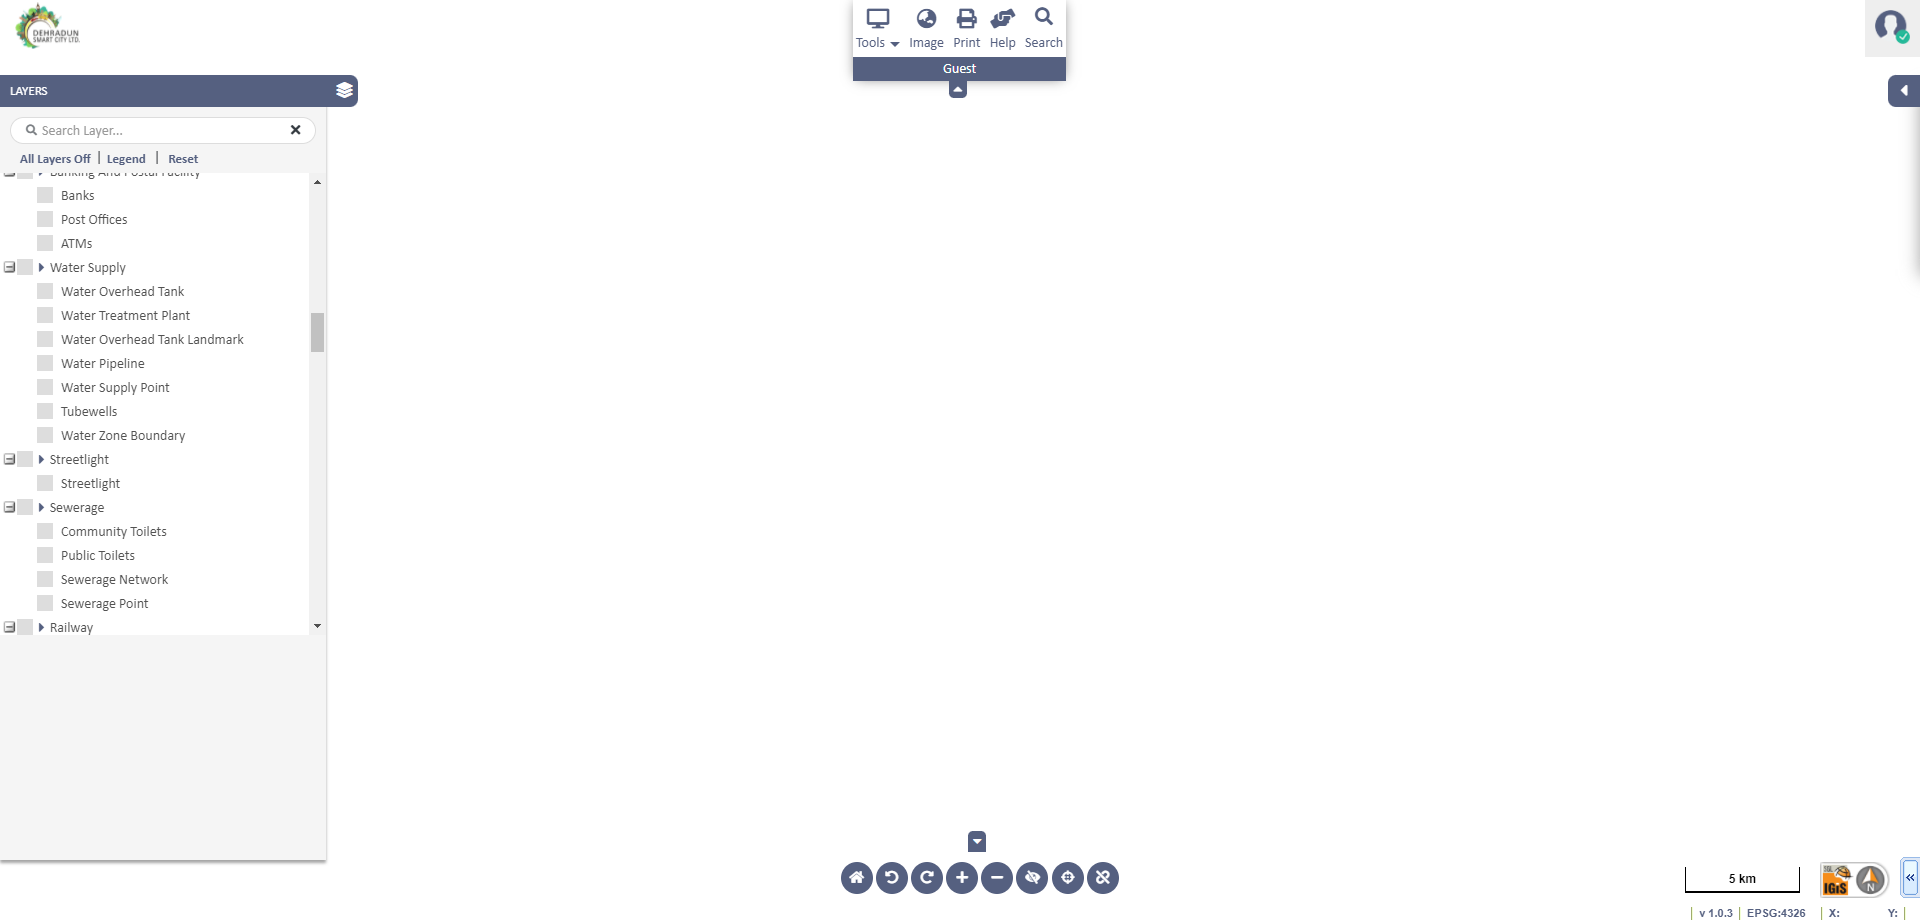 DEHRADUN
SMART CITY LTD.
Tools
Image
Print
Help
Search
Guest
LAYERS
Search Layer...
All Layers Off | Legend | Reset
Banking And Postal Facility
Banks
Post Offices
ATMs
Water Supply
Water Overhead Tank
Water Treatment Plant
Water Overhead Tank Landmark
Water Pipeline
Water Supply Point
Tubewells
Water Zone Boundary
Streetlight
Streetlight
Sewerage
Community Toilets
Public Toilets
Sewerage Network
Sewerage Point
Railway
5 km
IGiS
N
v 1.0.3 | EPSG:4326 | X: Y: